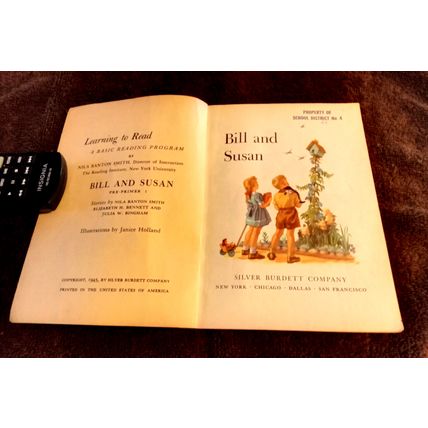 Learning to Read
A BASIC READING PROGRAM
BY
NILA BANTON SMITH, Director of Instruction
The Reading Institute, New York University
BILL AND SUSAN
PRE-PRIMER 1
Stories by NILA BANTON SMITH
ELIZABETH H. BENNETT AND
JULIA W. BINGHAM
Illustrations by Janice Holland
COPYRIGHT, 1945, BY SILVER BURDETT COMPANY
PRINTED IN THE UNITED STATES OF AMERICA
PROPERTY OF
SCHOOL DISTRICT No. 4
Bill and
Susan
SILVER BURDETT COMPANY
NEW YORK · CHICAGO · DALLAS · SAN FRANCISCO
INSIGNIA